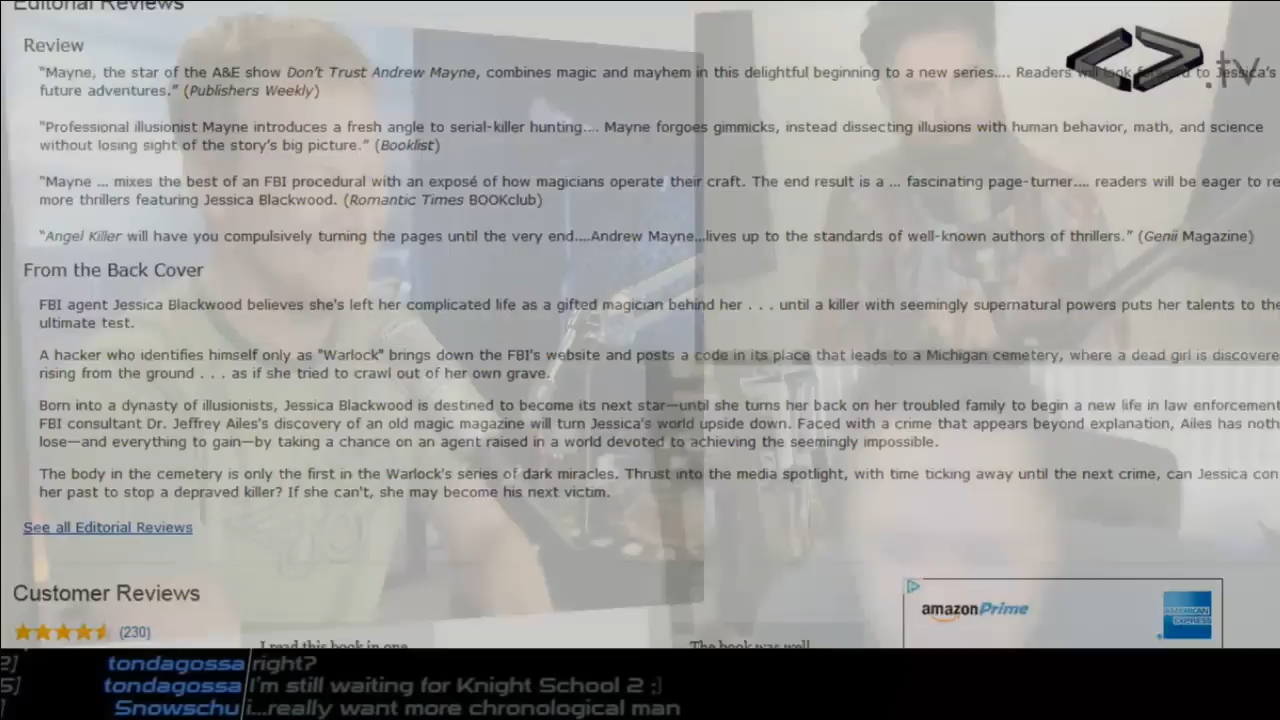 Editorial Reviews
Review
"Mayne, the star of the A&E show Don't Trust Andrew Mayne, combines magic and mayhem in this delightful beginning to a new series.... Readers will look forward to Jessica's
future adventures." (Publishers Weekly)
"Professional illusionist Mayne introduces a fresh angle to serial-killer hunting.... Mayne forgoes gimmicks, instead dissecting illusions with human behavior, math, and science
without losing sight of the story's big picture." (Booklist)
"Mayne ... mixes the best of an FBI procedural with an exposé of how magicians operate their craft. The end result is a ... fascinating page-turner.... readers will be eager to re
more thrillers featuring Jessica Blackwood. (Romantic Times BOOKclub)
"Angel Killer will have you compulsively turning the pages until the very end....Andrew Mayne...lives up to the standards of well-known authors of thrillers." (Genii Magazine)
From the Back Cover
FBI agent Jessica Blackwood believes she's left her complicated life as a gifted magician behind her . . . until a killer with seemingly supernatural powers puts her talents to the
ultimate test.
A hacker who identifies himself only as "Warlock" brings down the FBI's website and posts a code in its place that leads to a Michigan cemetery, where a dead girl is discovere
rising from the ground . . . as if she tried to crawl out of her own grave.
Born into a dynasty of illusionists, Jessica Blackwood is destined to become its next star—until she turns her back on her troubled family to begin a new life in law enforcement
FBI consultant Dr. Jeffrey Ailes's discovery of an old magic magazine will turn Jessica's world upside down. Faced with a crime that appears beyond explanation, Ailes has noth
lose—and everything to gain—by taking a chance on an agent raised in a world devoted to achieving the seemingly impossible.
The body in the cemetery is only the first in the Warlock's series of dark miracles. Thrust into the media spotlight, with time ticking away until the next crime, can Jessica con
her past to stop a depraved killer? If she can't, she may become his next victim.
See all Editorial Reviews
Customer Reviews
(230)
I read this book in one
The book was well
amazonPrime
AMERICAN EXPRESS
.tv
2] tondagossa right?
5] tondagossa I'm still waiting for Knight School 2 ;)
] Snowschu i...really want more chronological man